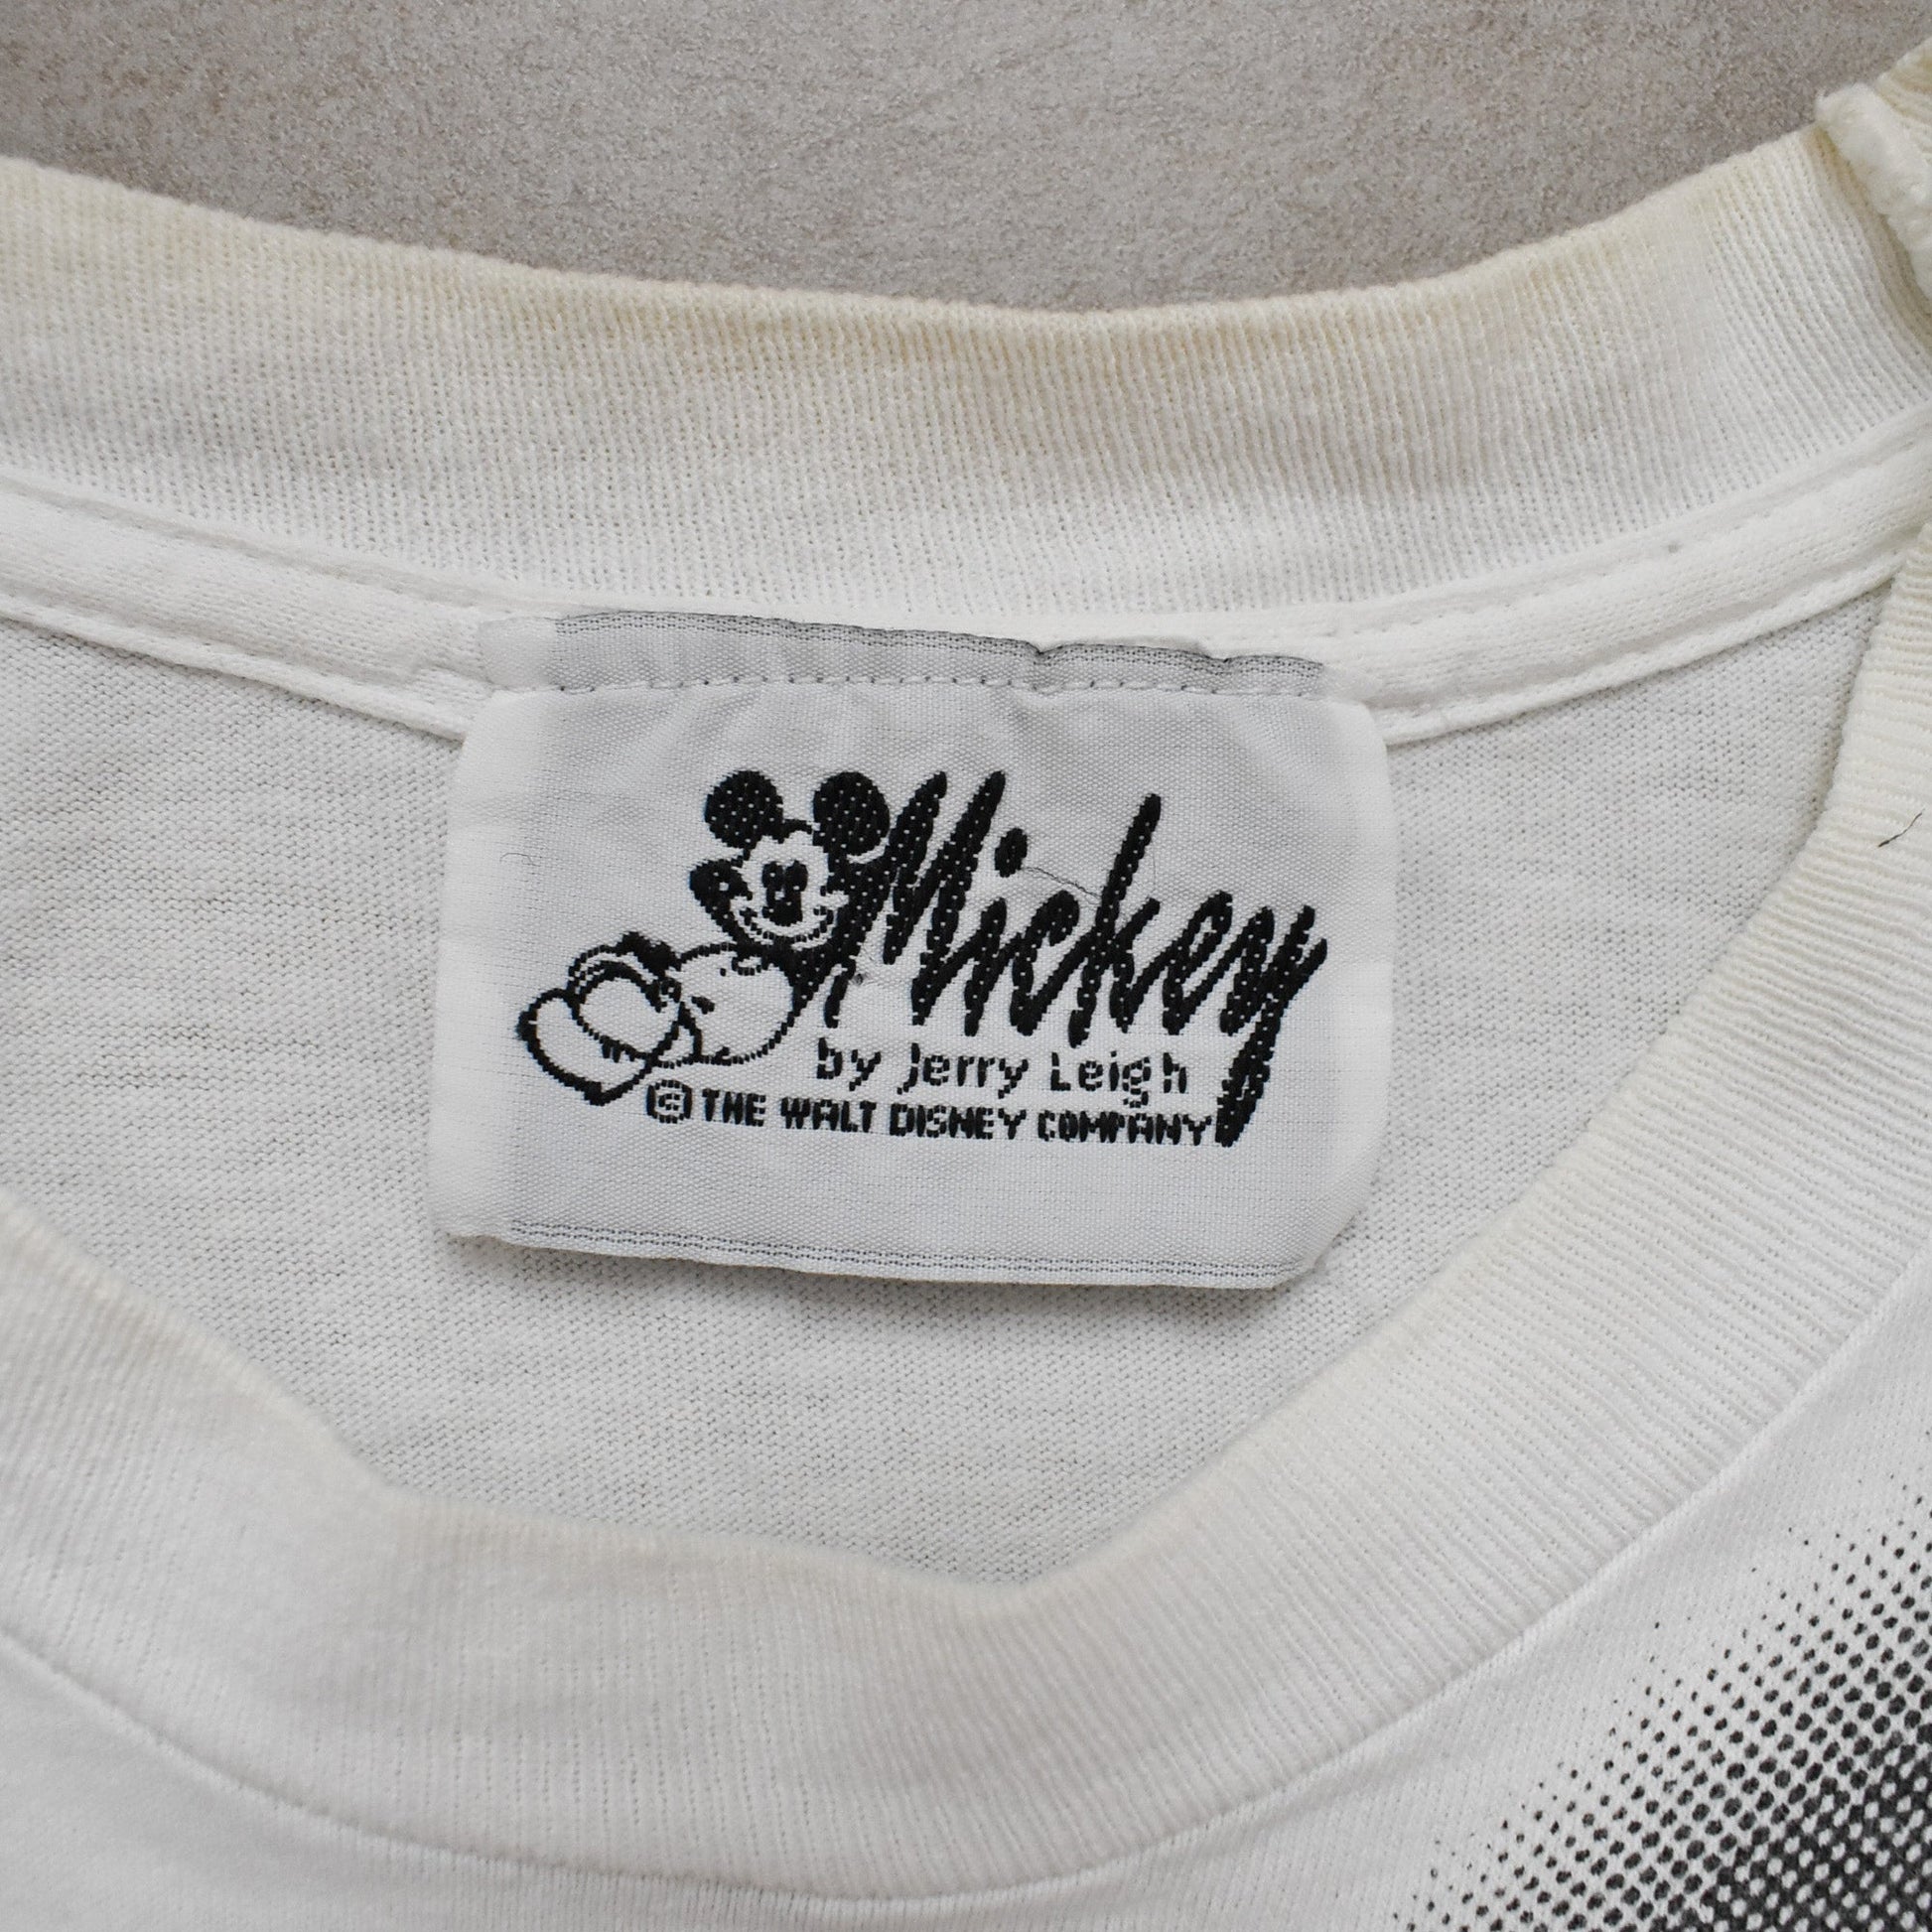 Mickey
by Jerry Leigh
© THE WALT DISNEY COMPANY